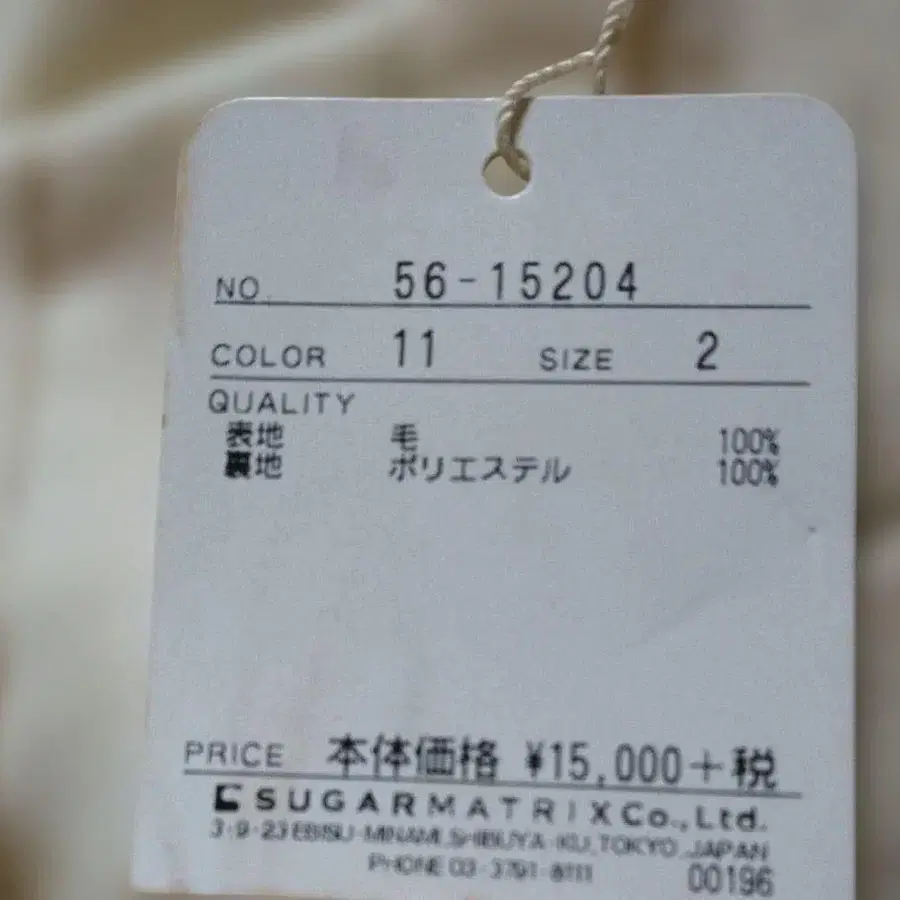 NO. 56-15204
COLOR 11 SIZE 2
QUALITY
表地 毛 100%
裏地 ポリエステル 100%
PRICE 本体価格 ¥15,000+税
SUGARMATRIX Co., Ltd.
3-9-23 EBISU-MINAMI, SHIBUYA-KU, TOKYO, JAPAN
PHONE 03-3791-8111
00196